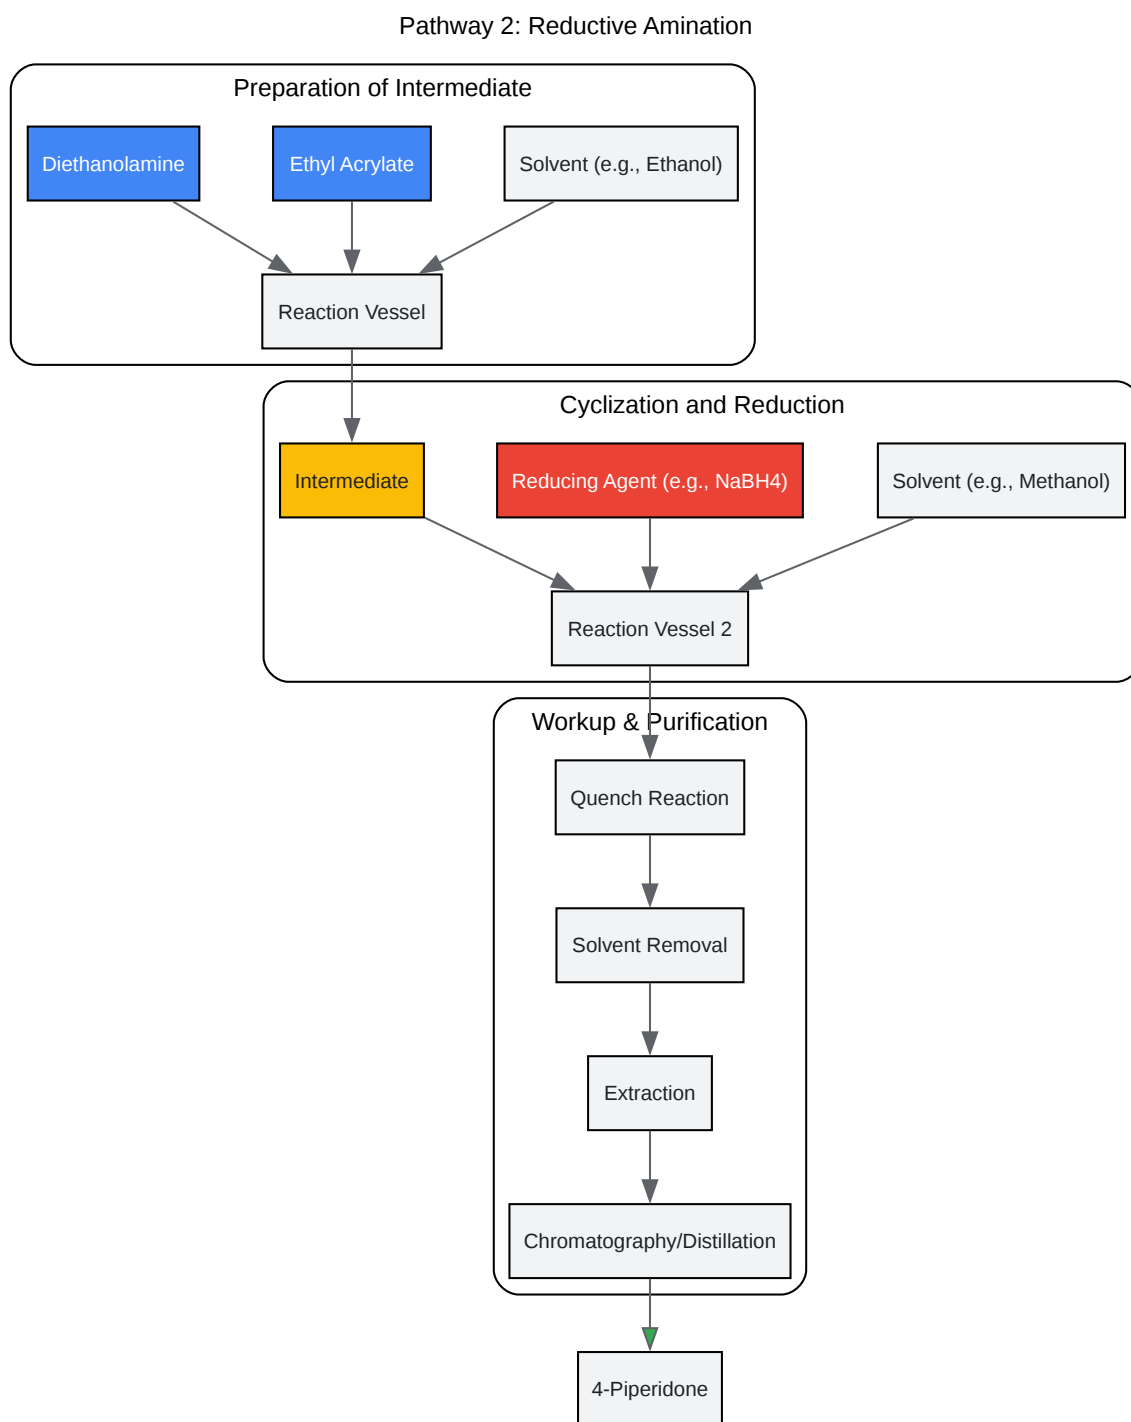 Pathway 2: Reductive Amination
Preparation of Intermediate
Diethanolamine
Ethyl Acrylate
Solvent (e.g., Ethanol)
Reaction Vessel
Cyclization and Reduction
Intermediate
Reducing Agent (e.g., NaBH4)
Solvent (e.g., Methanol)
Reaction Vessel 2
Workup & Purification
Quench Reaction
Solvent Removal
Extraction
Chromatography/Distillation
4-Piperidone